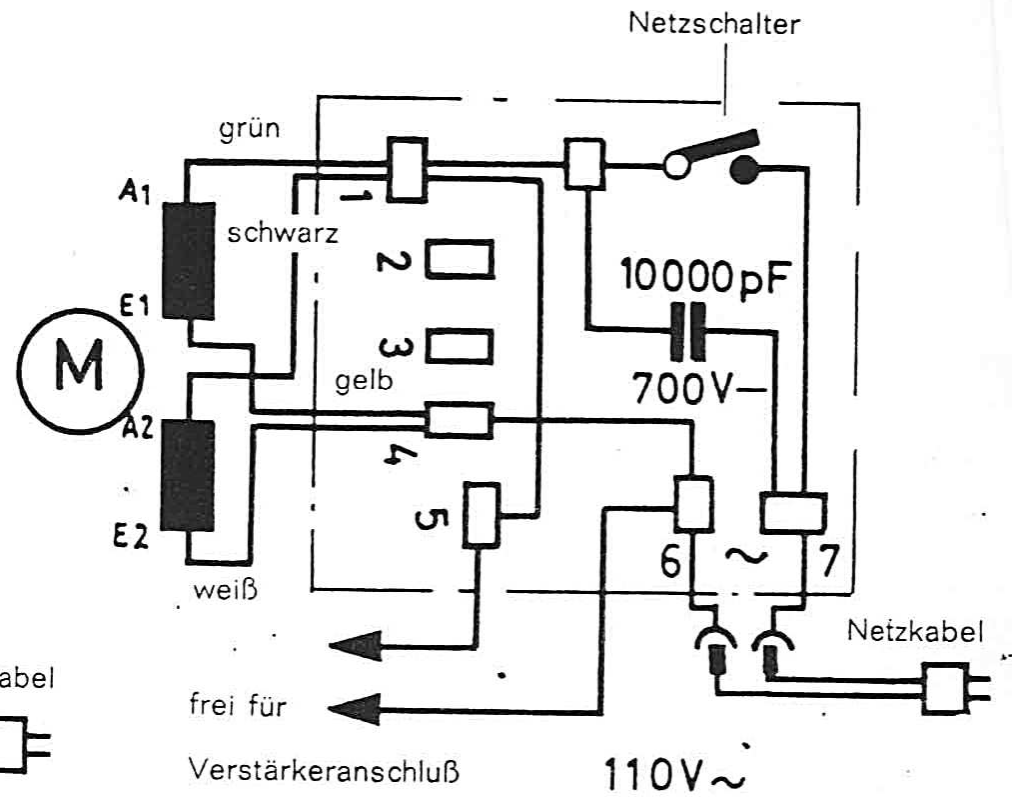 Netzschalter
grün
A1
1
schwarz
2
10000pF
E1
3
M
gelb
700V–
A2
4
5
E2
6 ~ 7
weiß
Netzkabel
abel
frei für
Verstärkeranschluß
110V~